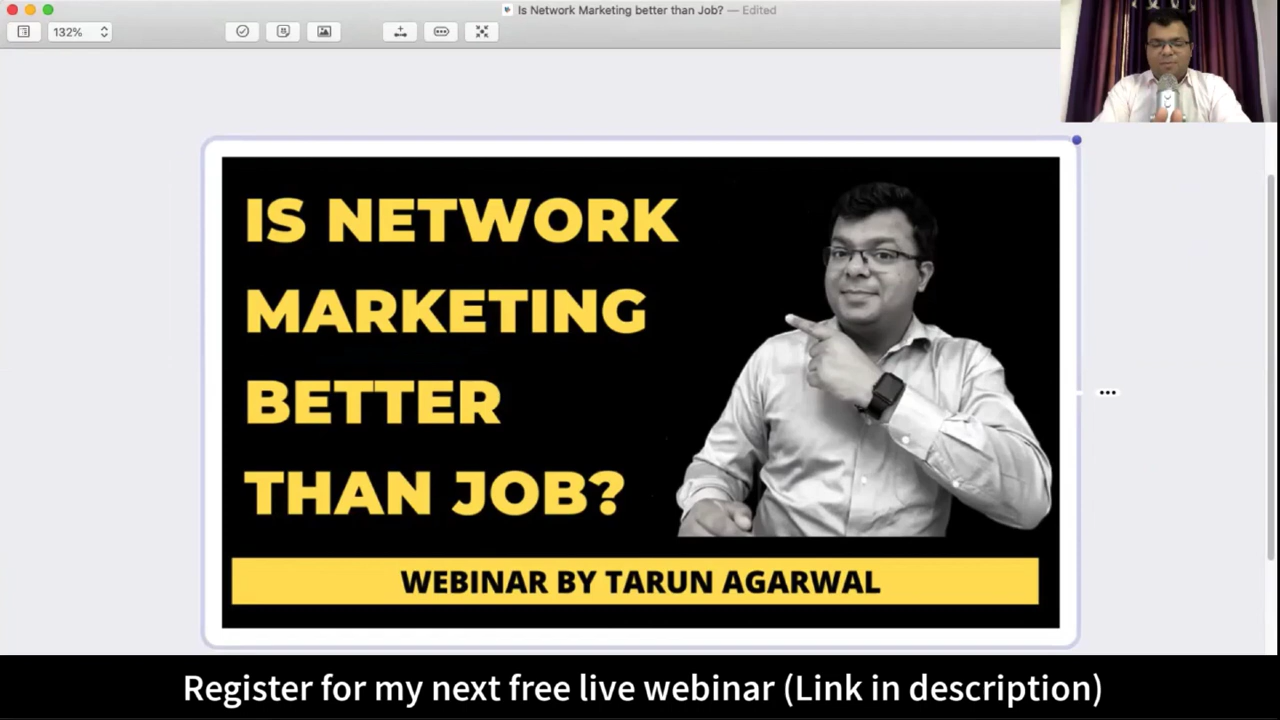 Is Network Marketing better than Job? — Edited
132%
IS NETWORK
MARKETING
BETTER
THAN JOB?
WEBINAR BY TARUN AGARWAL
Register for my next free live webinar (Link in description)